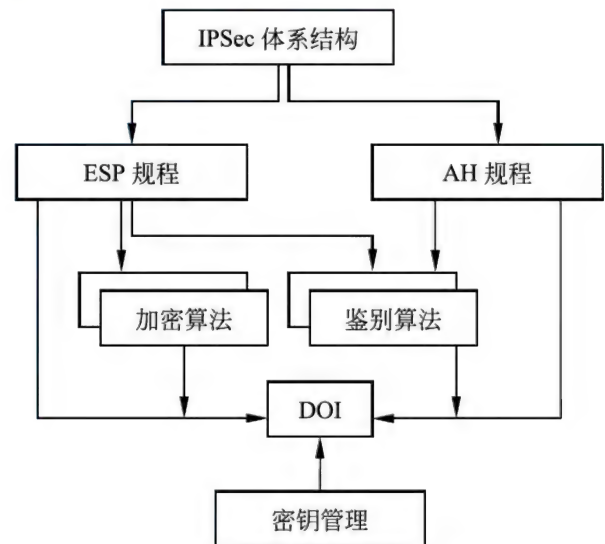 IPSec 体系结构
ESP 规程
AH 规程
加密算法
鉴别算法
DOI
密钥管理